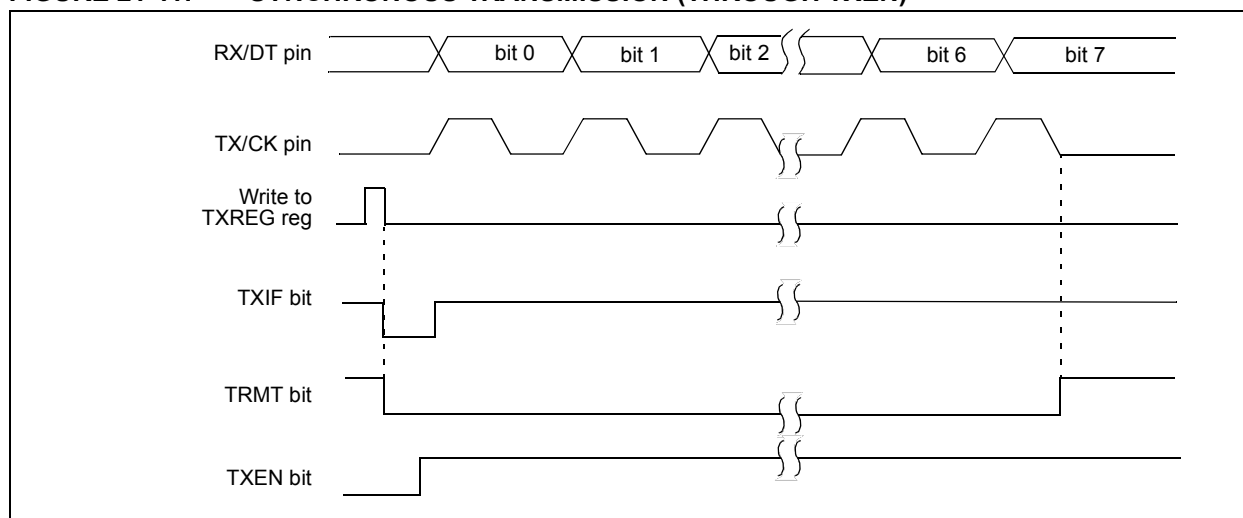 RX/DT pin
bit 0
bit 1
bit 2
bit 6
bit 7
TX/CK pin
Write to
TXREG reg
TXIF bit
TRMT bit
TXEN bit